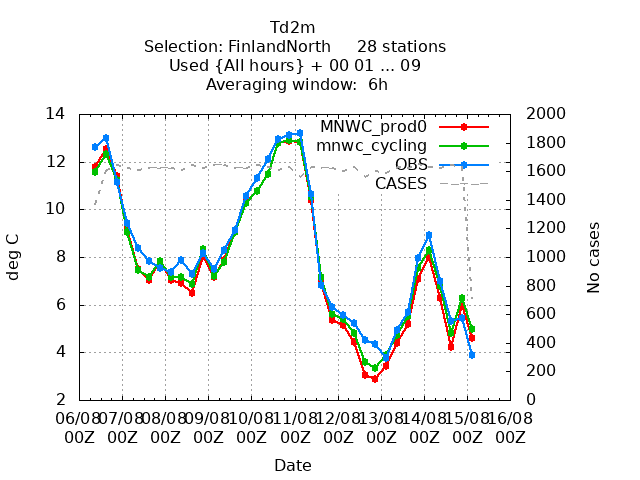 Td2m
Selection: FinlandNorth 28 stations
Used {All hours} + 00 01 ... 09
Averaging window: 6h
14 2000
MNWC_prod0
1800
mnwc_cycling
12 1600
OBS
CASES
1400
10
1200
8 1000
800
6
600
4 400
200
2 0
deg C
No cases
06/08 07/08 08/08 09/08 10/08 11/08 12/08 13/08 14/08 15/08 16/08
00Z 00Z 00Z 00Z 00Z 00Z 00Z 00Z 00Z 00Z 00Z
Date